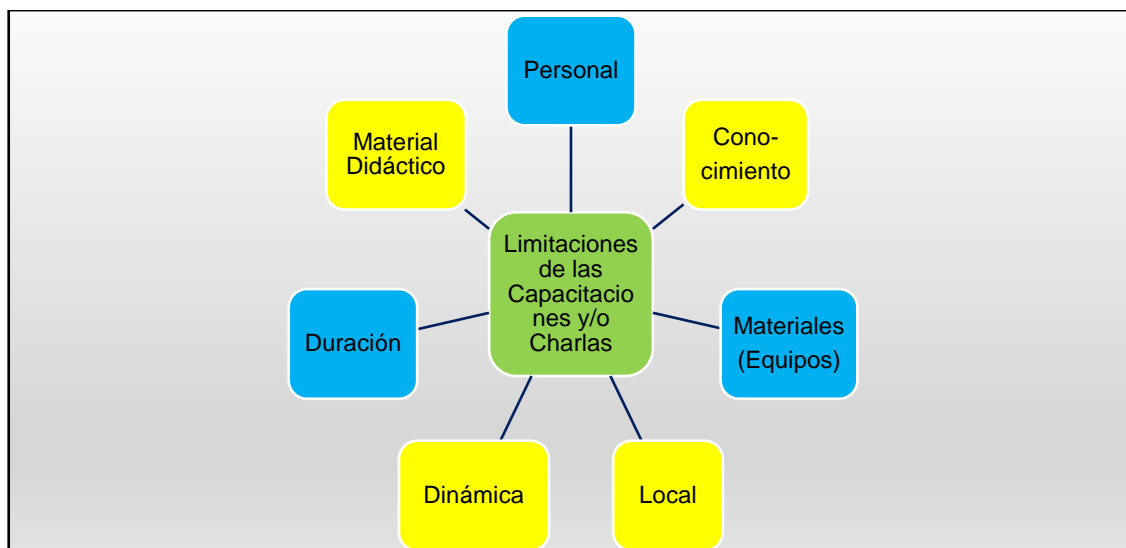 Personal
Material
Didáctico
Cono-
cimiento
Limitaciones
de las
Capacitacio
nes y/o
Charlas
Duración
Materiales
(Equipos)
Dinámica
Local